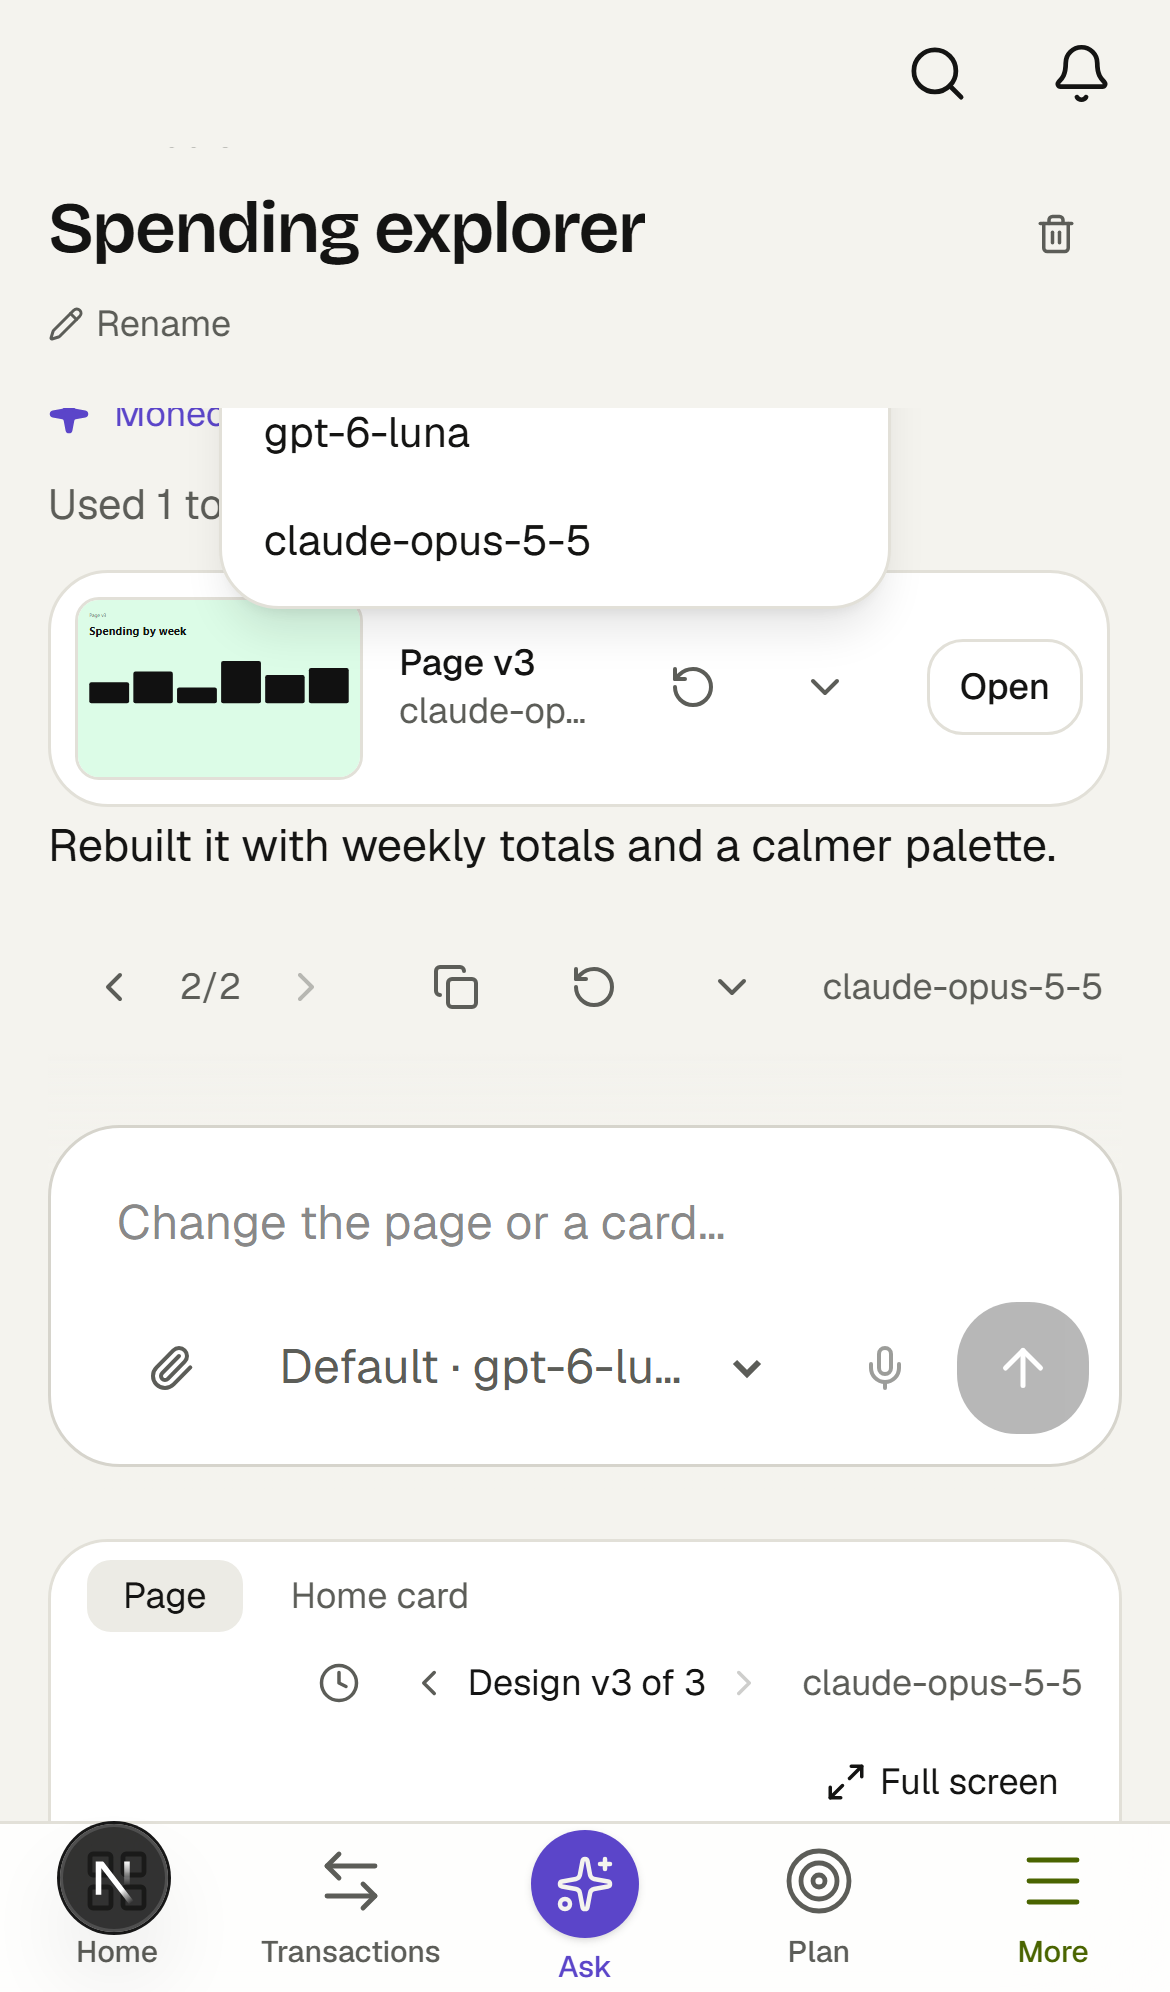 Spending explorer
Rename
gpt-6-luna
Used 1 to
claude-opus-5-5
Page v3
Spending by week
Page v3
claude-op...
Open
Rebuilt it with weekly totals and a calmer palette.
2/2
claude-opus-5-5
Change the page or a card...
Default · gpt-6-lu...
Page
Home card
Design v3 of 3
claude-opus-5-5
Full screen
N
Home
Transactions
Ask
Plan
More